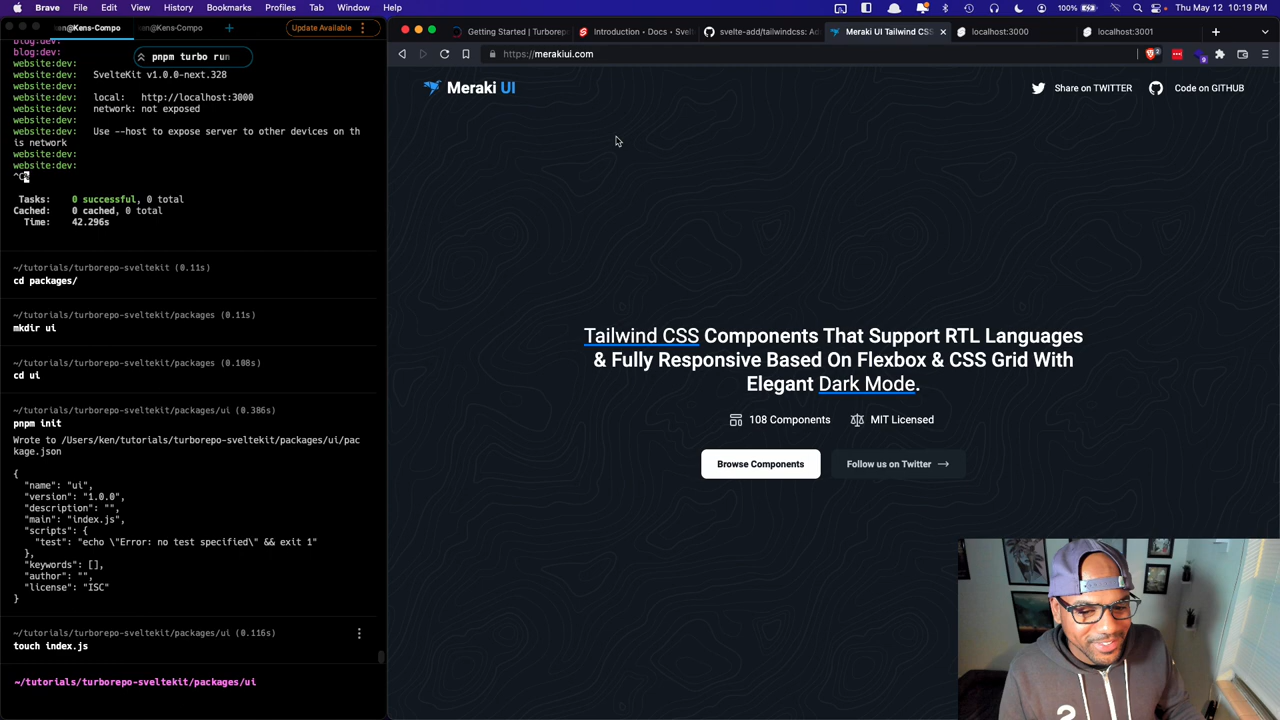 Brave File Edit View History Bookmarks Profiles Tab Window Help
100% Thu May 12 10:19 PM
an@Kens-Compo an@Kens-Compo + Update Available
blog:dev:
blog:dev:
pnpm turbo run
website:dev:
website:dev: SvelteKit v1.0.0-next.328
website:dev:
website:dev: local: http://localhost:3000
website:dev: network: not exposed
website:dev:
website:dev: Use --host to expose server to other devices on th
is network
website:dev:
website:dev:
^C%
Tasks: 0 successful, 0 total
Cached: 0 cached, 0 total
Time: 42.296s
~/tutorials/turborepo-sveltekit (0.11s)
cd packages/
~/tutorials/turborepo-sveltekit/packages (0.11s)
mkdir ui
~/tutorials/turborepo-sveltekit/packages (0.108s)
cd ui
~/tutorials/turborepo-sveltekit/packages/ui (0.386s)
pnpm init
Wrote to /Users/ken/tutorials/turborepo-sveltekit/packages/ui/pac
kage.json
{
"name": "ui",
"version": "1.0.0",
"description": "",
"main": "index.js",
"scripts": {
"test": "echo \"Error: no test specified\" && exit 1"
},
"keywords": [],
"author": "",
"license": "ISC"
}
~/tutorials/turborepo-sveltekit/packages/ui (0.116s)
touch index.js
~/tutorials/turborepo-sveltekit/packages/ui
Getting Started | Turborep Introduction • Docs • Svelt svelte-add/tailwindcss: Ad Meraki UI Tailwind CSS localhost:3000 localhost:3001
https://merakiui.com
Meraki UI
Share on TWITTER Code on GITHUB
Tailwind CSS Components That Support RTL Languages
& Fully Responsive Based On Flexbox & CSS Grid With
Elegant Dark Mode.
108 Components MIT Licensed
Browse Components Follow us on Twitter →